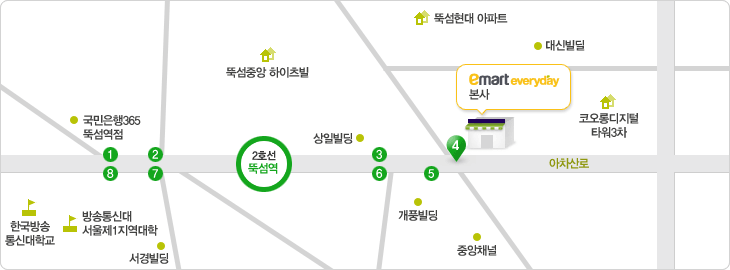 뚝섬현대 아파트
대신빌딩
뚝섬중앙 하이츠빌
emart everyday
본사
코오롱디지털
타워3차
국민은행365
뚝섬역점
상일빌딩
2호선
뚝섬역
1
2
3
4
아차산로
8
7
6
5
한국방송
통신대학교
방송통신대
서울제1지역대학
서경빌딩
개풍빌딩
중앙채널